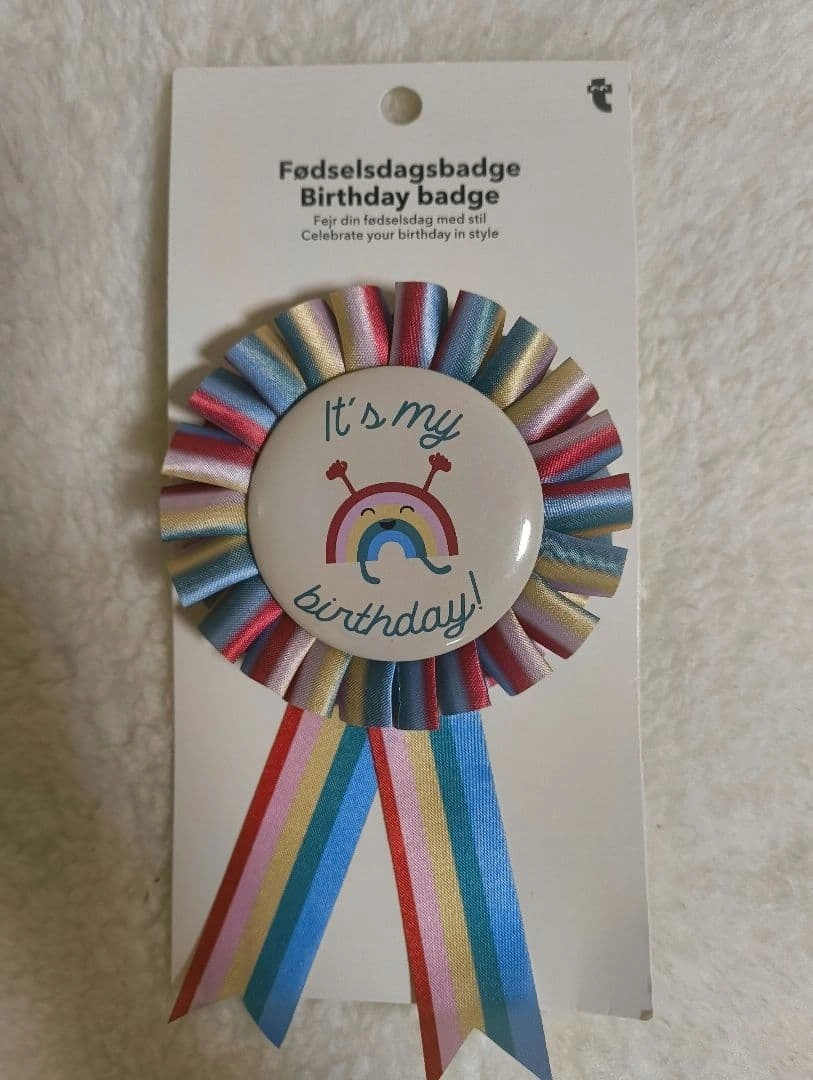 t
Fødselsdagsbadge
Birthday badge
Fejr din fødselsdag med stil
Celebrate your birthday in style
It's my
birthday!